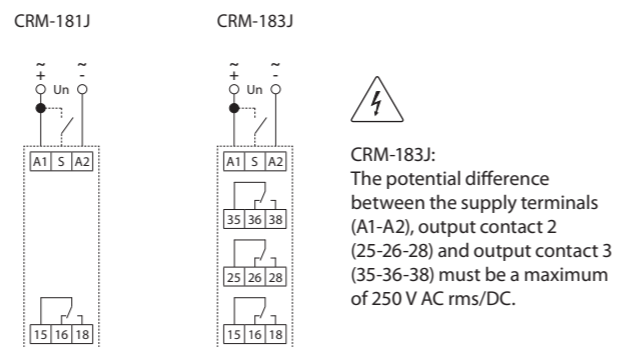 CRM-181J
CRM-183J
~ ~
+ -
Un
A1 S A2
15 16 18
~ ~
+ -
Un
A1 S A2
35 36 38
25 26 28
15 16 18
CRM-183J:
The potential difference
between the supply terminals
(A1-A2), output contact 2
(25-26-28) and output contact 3
(35-36-38) must be a maximum
of 250 V AC rms/DC.